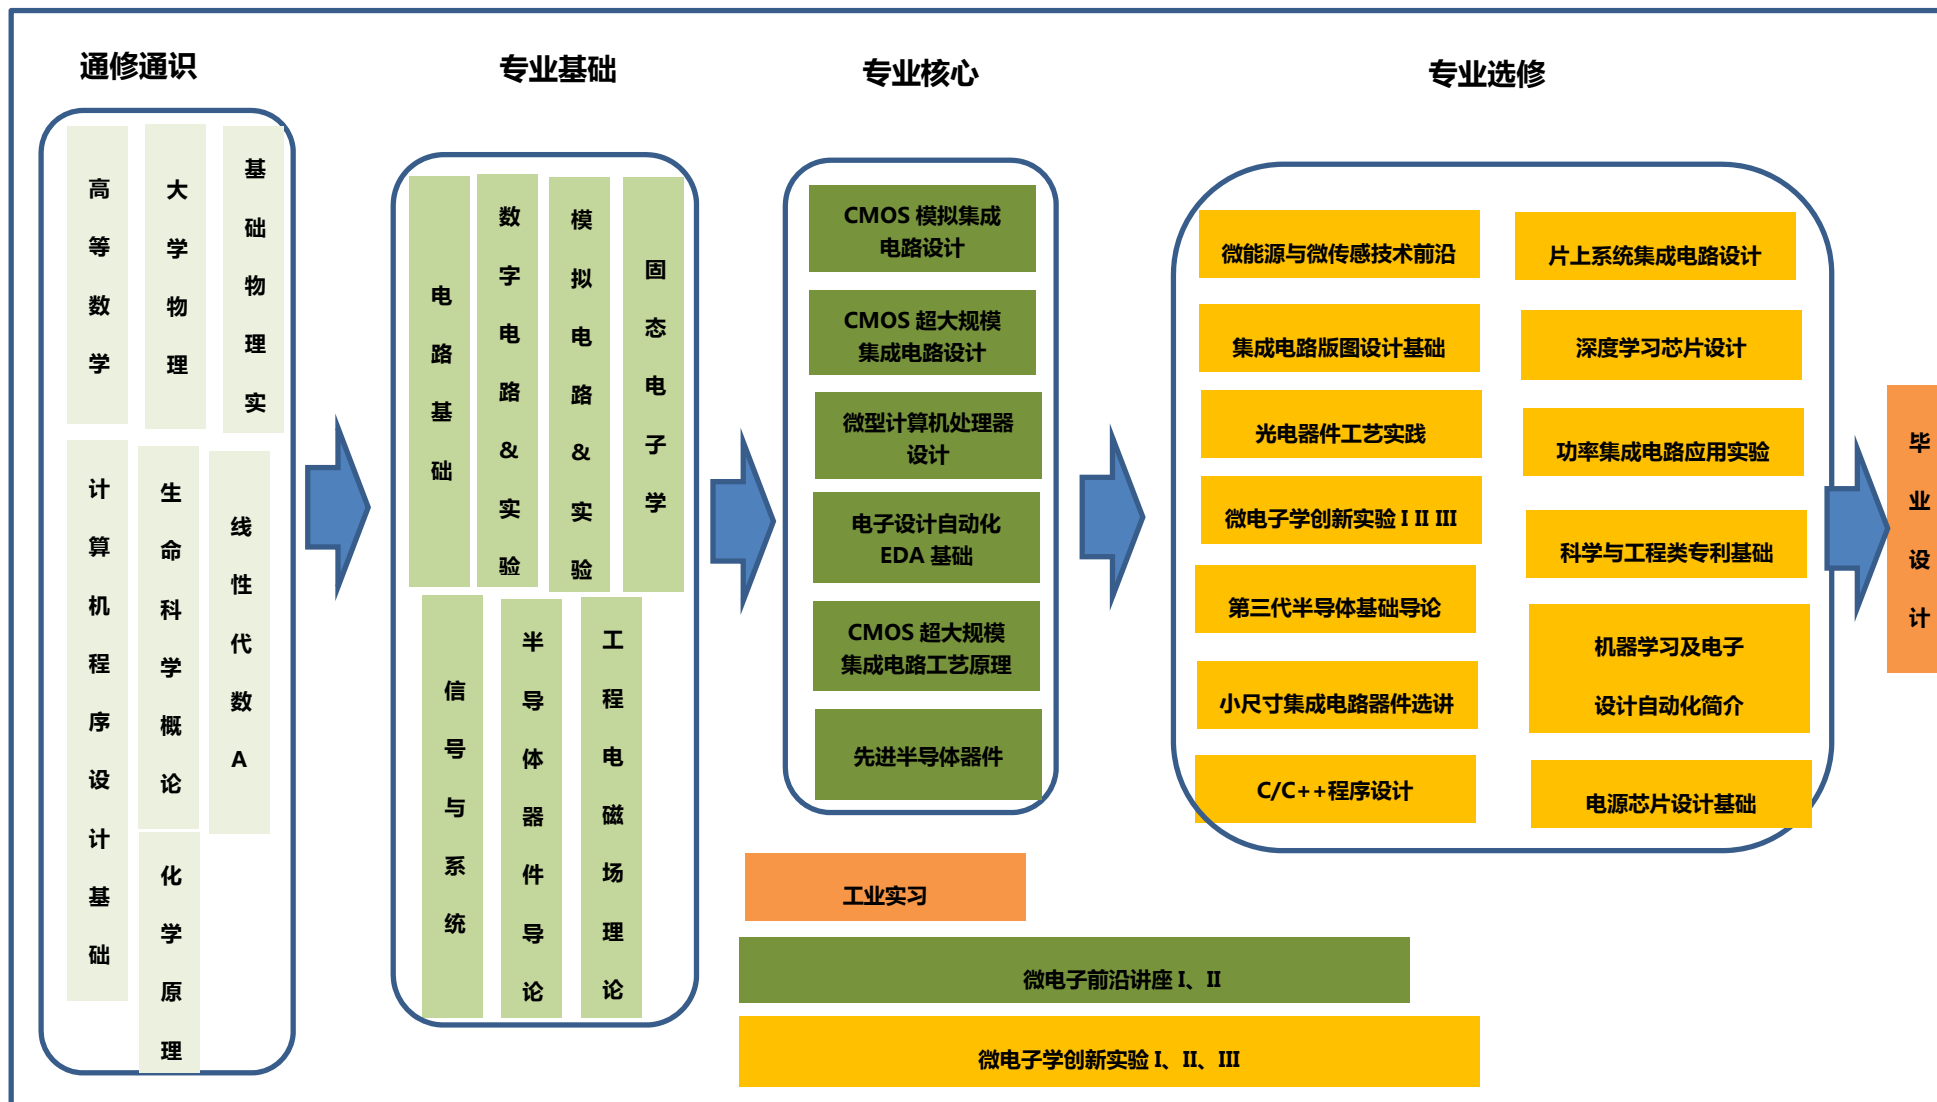 通修通识
高等数学
大学物理
基础物理实
计算机程序设计基础
生命科学概论
线性代数A
化学原理
专业基础
电路基础
数字电路&实验
模拟电路&实验
固态电子学
信号与系统
半导体器件导论
工程电磁场理论
专业核心
CMOS 模拟集成
电路设计
CMOS 超大规模
集成电路设计
微型计算机处理器
设计
电子设计自动化
EDA 基础
CMOS 超大规模
集成电路工艺原理
先进半导体器件
专业选修
微能源与微传感技术前沿
集成电路版图设计基础
光电器件工艺实践
微电子学创新实验 I II III
第三代半导体基础导论
小尺寸集成电路器件选讲
C/C++程序设计
片上系统集成电路设计
深度学习芯片设计
功率集成电路应用实验
科学与工程类专利基础
机器学习及电子
设计自动化简介
电源芯片设计基础
毕业设计
工业实习
微电子前沿讲座 I、II
微电子学创新实验 I、II、III